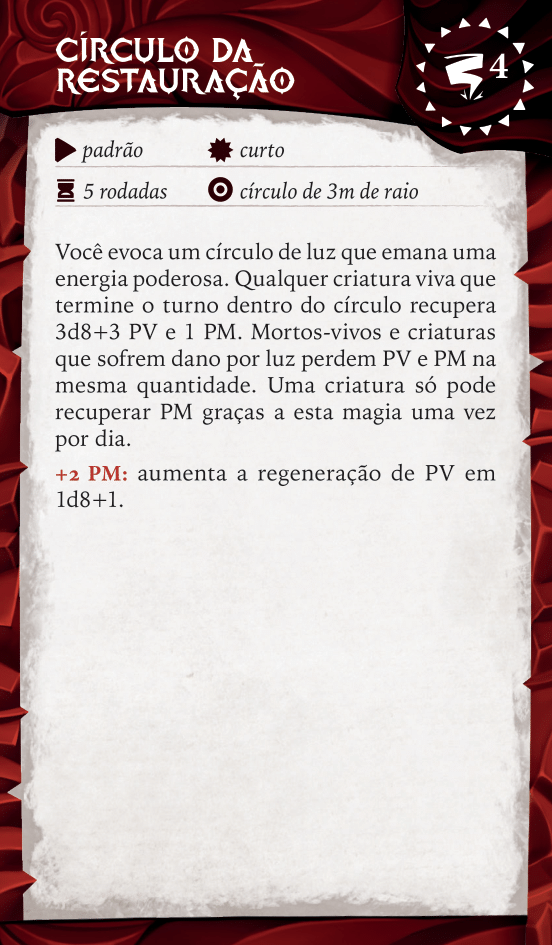 CÍRCULO DA
RESTAURAÇÃO
4
padrão
curto
5 rodadas
círculo de 3m de raio
Você evoca um círculo de luz que emana uma
energia poderosa. Qualquer criatura viva que
termine o turno dentro do círculo recupera
3d8+3 PV e 1 PM. Mortos-vivos e criaturas
que sofrem dano por luz perdem PV e PM na
mesma quantidade. Uma criatura só pode
recuperar PM graças a esta magia uma vez
por dia.
+2 PM: aumenta a regeneração de PV em
1d8+1.